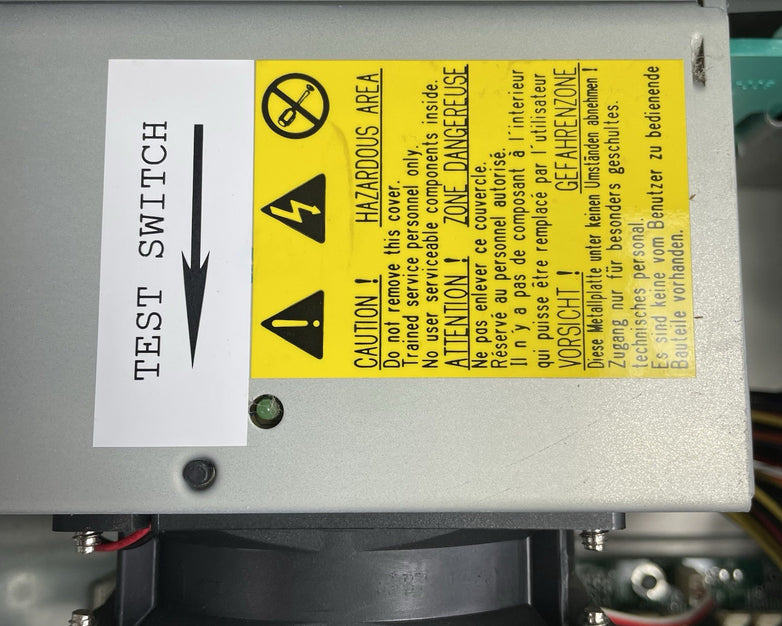 TEST SWITCH
CAUTION ! HAZARDOUS AREA
Do not remove this cover.
Trained service personnel only.
No user serviceable components inside.
ATTENTION ! ZONE DANGEREUSE
Ne pas enlever ce couvercle.
Réservé au personnel autorisé.
Il n'y a pas de composant à l'interieur
qui puisse être remplacé par l'utilisateur
VORSICHT ! GEFAHRENZONE
Diese Metallplatte unter keinen Umständen abnehmen !
Zugang nur für besonders geschultes.
technisches personal.
Es sind keine vom Benutzer zu bedienende
Bauteile vorhanden.